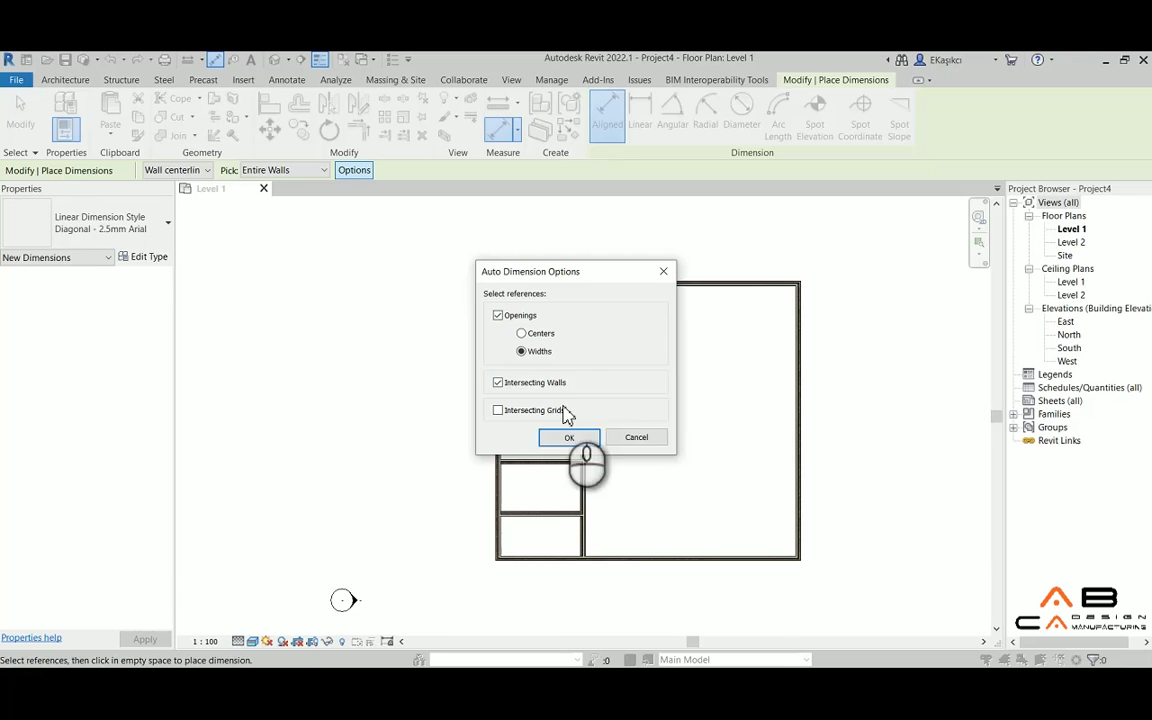 Autodesk Revit 2022.1 - Project4 - Floor Plan: Level 1
EKaşıkcı
File Architecture Structure Steel Precast Insert Annotate Analyze Massing & Site Collaborate View Manage Add-Ins Issues BIM Interoperability Tools Modify | Place Dimensions
Modify
Paste
Cope
Cut
Join
Aligned
Linear
Angular
Radial
Diameter
Arc Length
Spot Elevation
Spot Coordinate
Spot Slope
Select Properties Clipboard Geometry Modify View Measure Create Dimension
Modify | Place Dimensions Wall centerlin Pick: Entire Walls Options
Properties
Level 1
Project Browser - Project4
Linear Dimension Style
Diagonal - 2.5mm Arial
New Dimensions Edit Type
Views (all)
Floor Plans
Level 1
Level 2
Site
Ceiling Plans
Level 1
Level 2
Elevations (Building Elevati
East
North
South
West
Legends
Schedules/Quantities (all)
Sheets (all)
Families
Groups
Revit Links
Auto Dimension Options
Select references:
Openings
Centers
Widths
Intersecting Walls
Intersecting Grid
OK Cancel
ABCA DESIGN MANUFACTURING
Properties help Apply
1 : 100
Select references, then click in empty space to place dimension.
:0
Main Model
:0